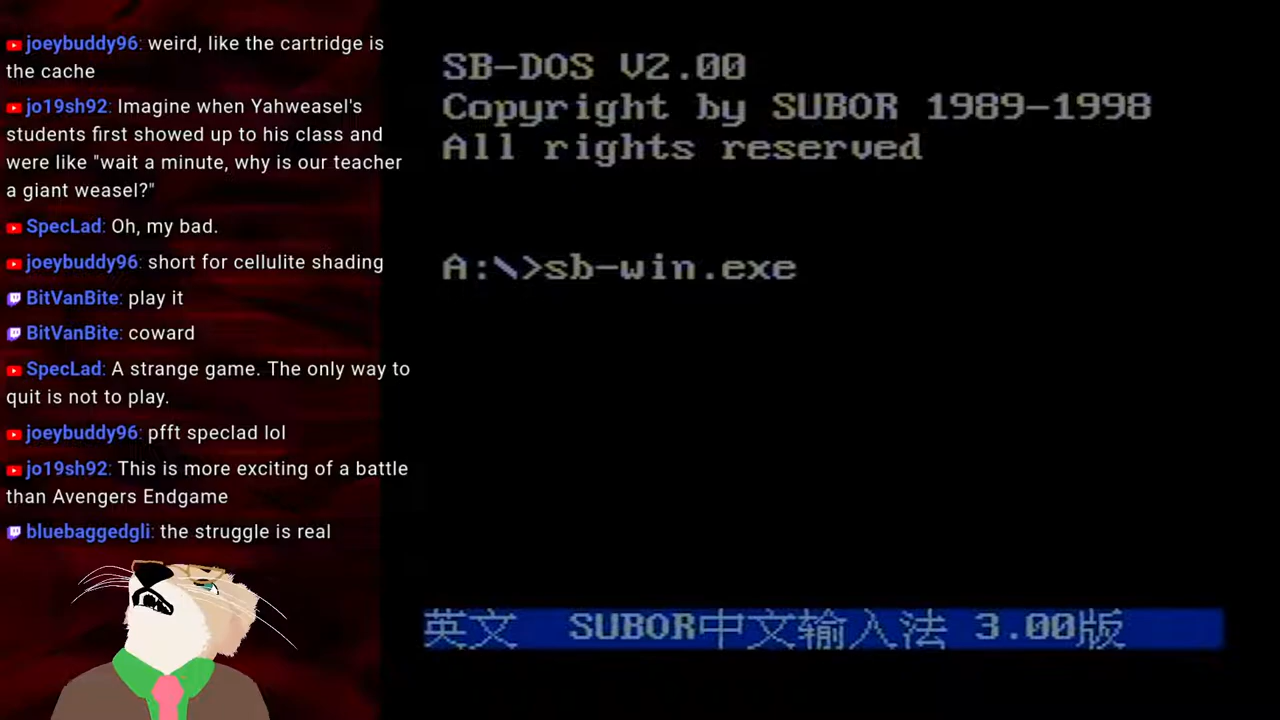 joeybuddy96: weird, like the cartridge is
the cache
jo19sh92: Imagine when Yahweasel's
students first showed up to his class and
were like "wait a minute, why is our teacher
a giant weasel?"
SpecLad: Oh, my bad.
joeybuddy96: short for cellulite shading
BitVanBite: play it
BitVanBite: coward
SpecLad: A strange game. The only way to
quit is not to play.
joeybuddy96: pfft speclad lol
jo19sh92: This is more exciting of a battle
than Avengers Endgame
bluebaggedgli: the struggle is real
SB-DOS V2.00
Copyright by SUBOR 1989-1998
All rights reserved
A:\>sb-win.exe
英文 SUBOR中文输入法 3.00版